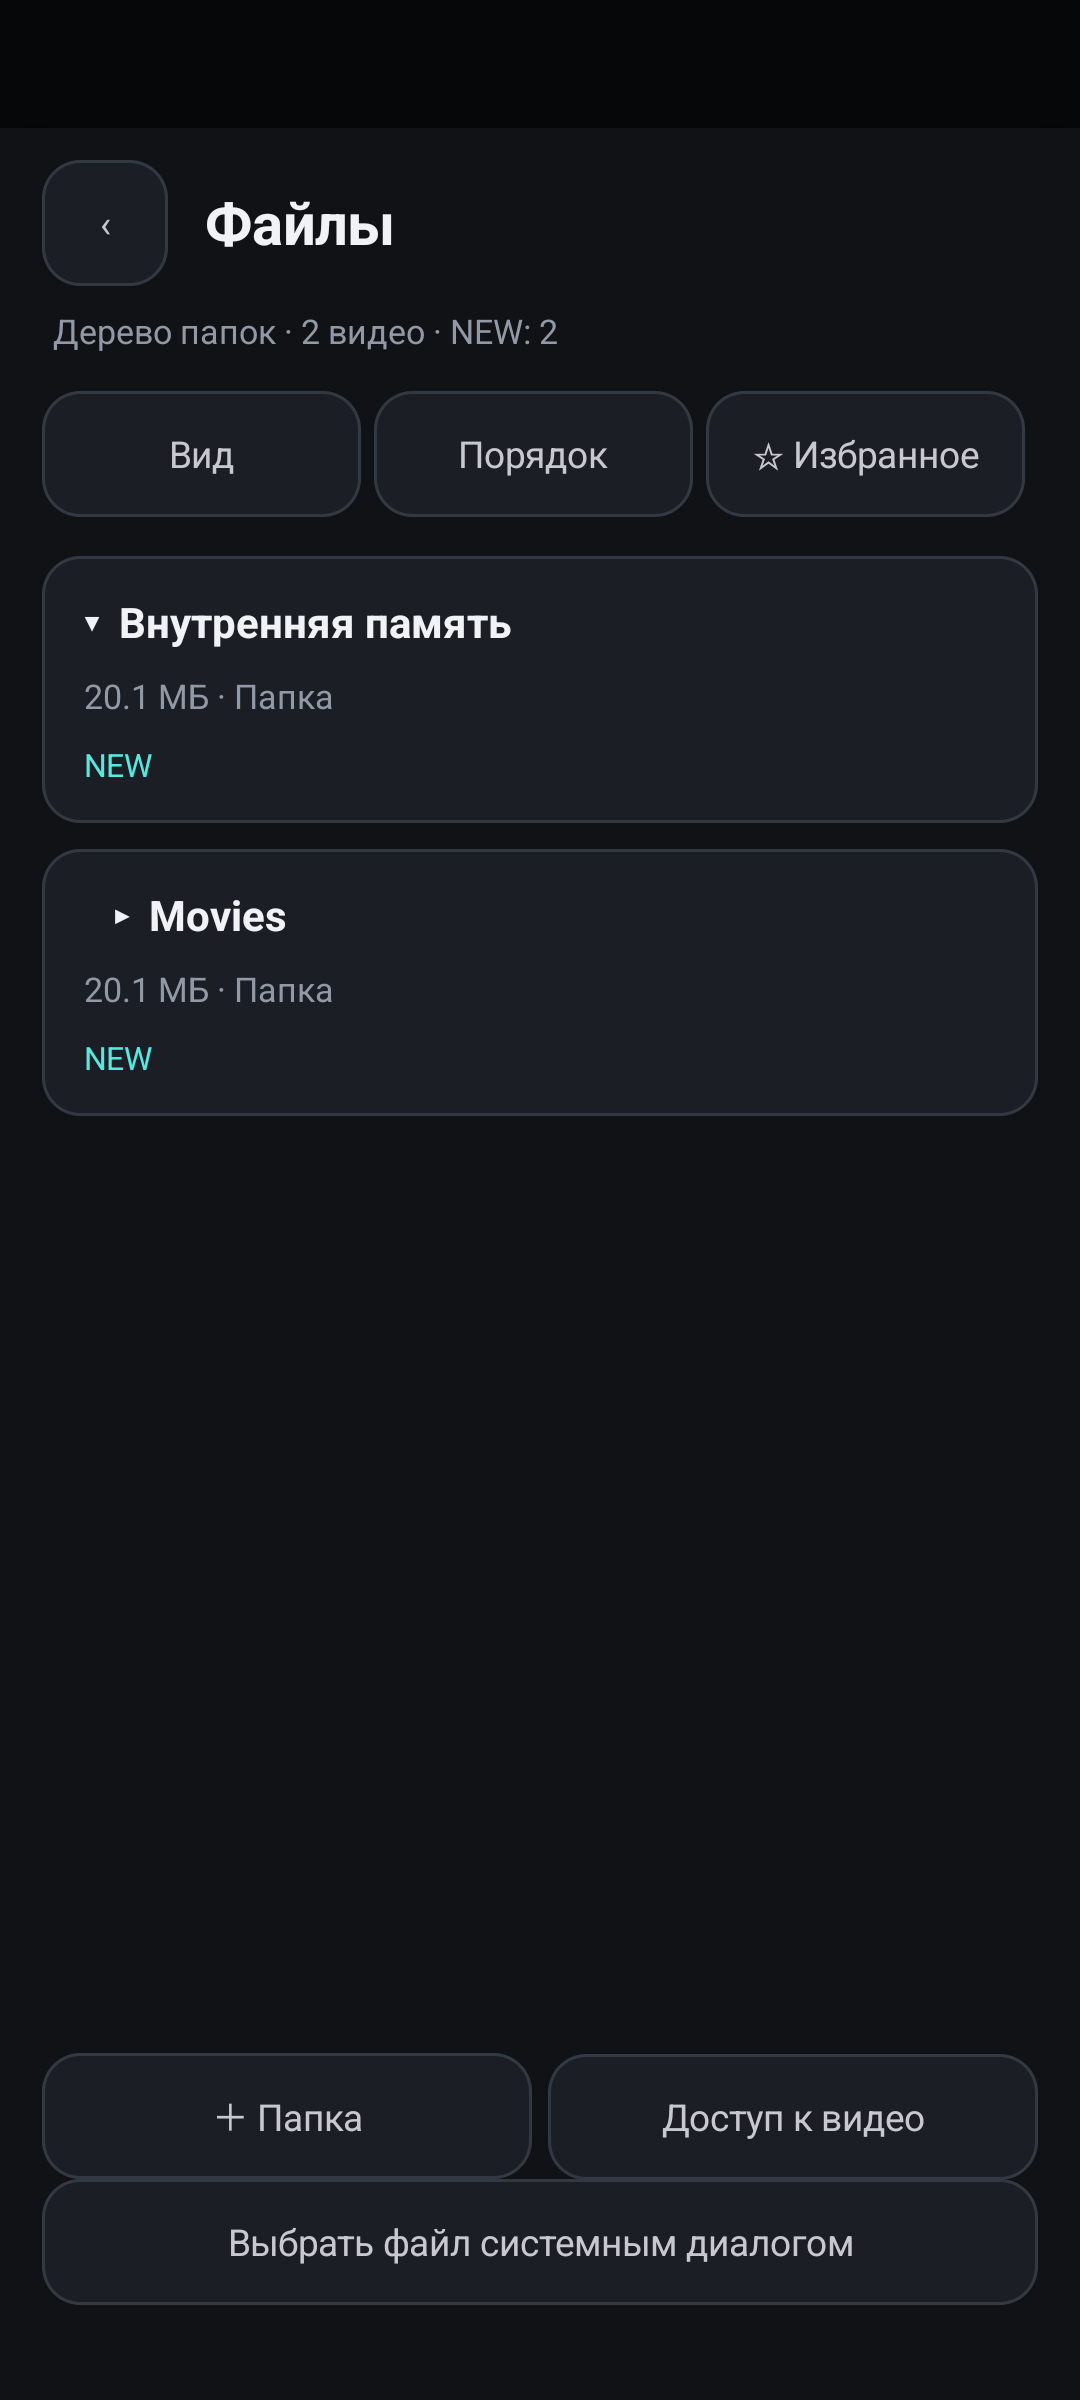 ‹ Файлы
Дерево папок · 2 видео · NEW: 2
Вид Порядок ☆ Избранное
▼ Внутренняя память
20.1 МБ · Папка
NEW
► Movies
20.1 МБ · Папка
NEW
＋ Папка Доступ к видео
Выбрать файл системным диалогом